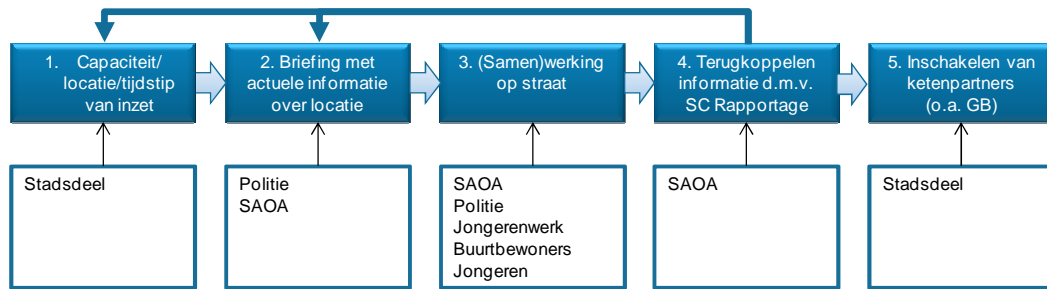 1. Capaciteit/
locatie/tijdstip
van inzet
2. Briefing met
actuele informatie
over locatie
3. (Samen)werking
op straat
4. Terugkoppelen
informatie d.m.v.
SC Rapportage
5. Inschakelen van
ketenpartners
(o.a. GB)
Stadsdeel
Politie
SAOA
SAOA
Politie
Jongerenwerk
Buurtbewoners
Jongeren
SAOA
Stadsdeel